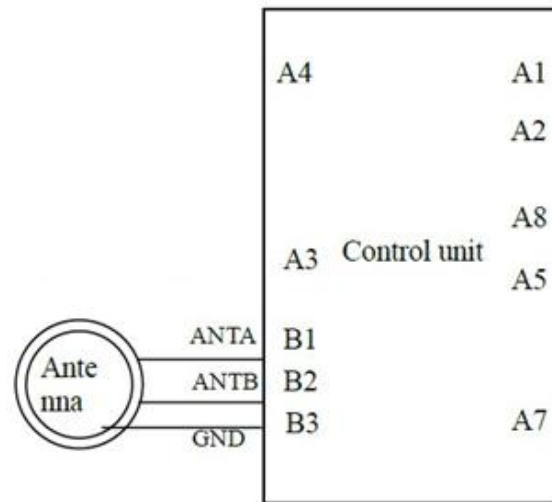 A4 A1
A2
A8
A3 Control unit
A5
ANTA B1
Ante
nna
ANTB B2
GND B3 A7